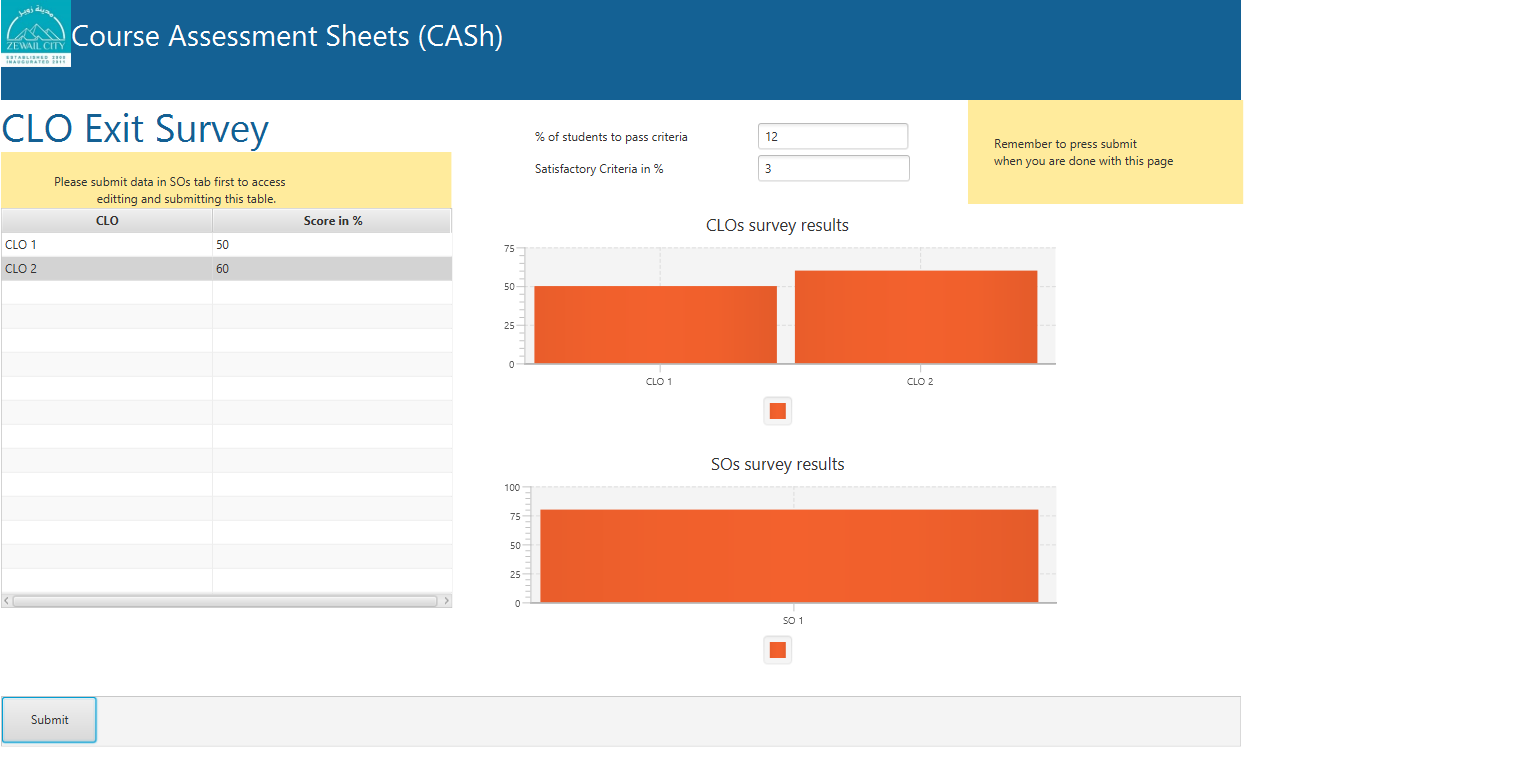 مدينة زويل
ZEWAIL CITY
ESTABLISHED 2000
INAUGURATED 2011
Course Assessment Sheets (CASh)
CLO Exit Survey
Please submit data in SOs tab first to access
editting and submitting this table.
CLO Score in %
CLO 1 50
CLO 2 60
% of students to pass criteria 12
Satisfactory Criteria in % 3
Remember to press submit
when you are done with this page
CLOs survey results
75
50
25
0
CLO 1 CLO 2
SOs survey results
100
75
50
25
0
SO 1
Submit